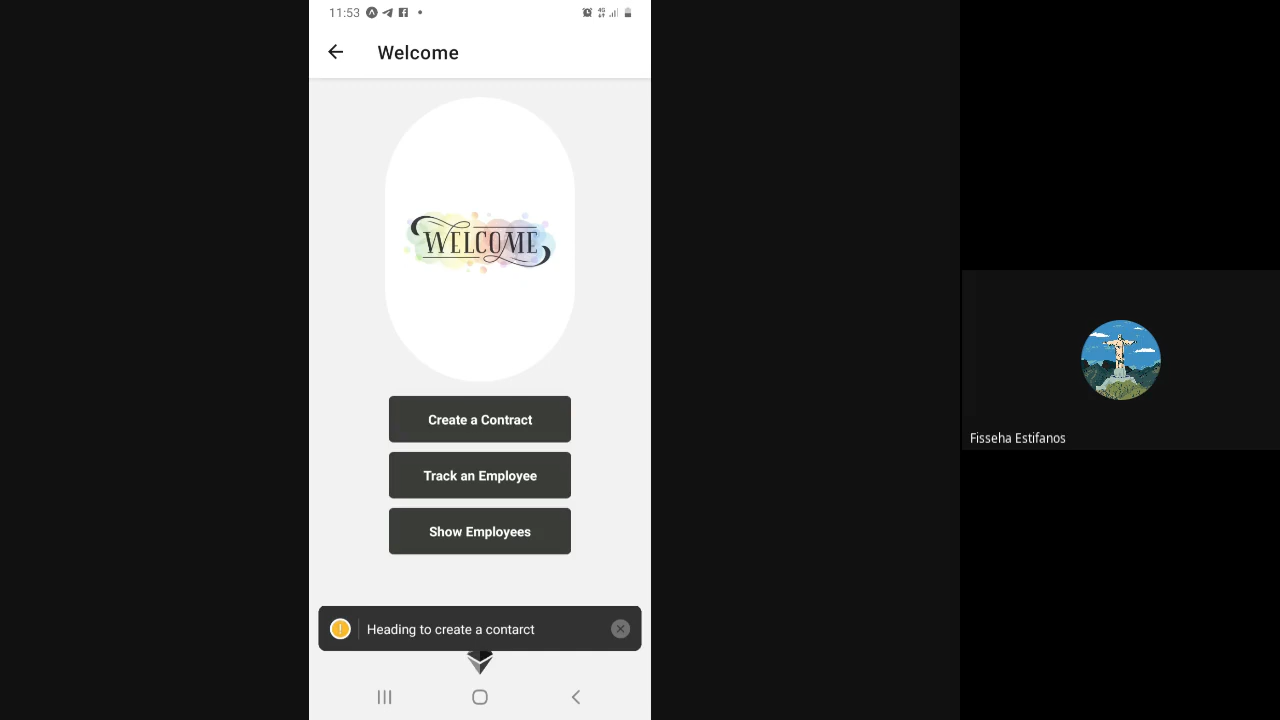 11:53
Welcome
WELCOME
Create a Contract
Track an Employee
Show Employees
Heading to create a contarct
Fisseha Estifanos